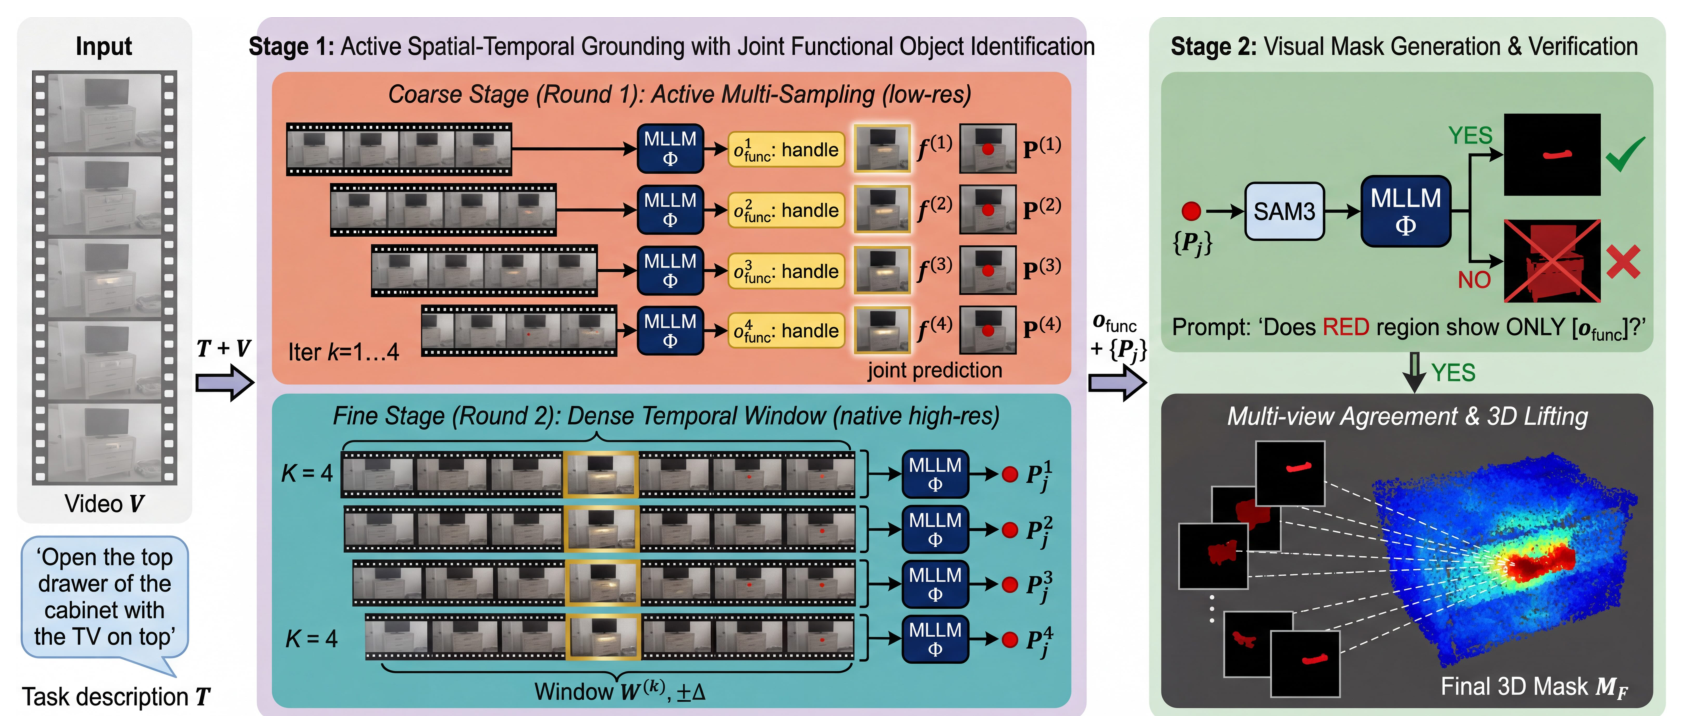 Input
Video V
‘Open the top
drawer of the
cabinet with
the TV on top’
Task description T
T + V
Stage 1: Active Spatial-Temporal Grounding with Joint Functional Object Identification
Coarse Stage (Round 1): Active Multi-Sampling (low-res)
MLLM
Φ
o¹func: handle
f⁽¹⁾
P⁽¹⁾
MLLM
Φ
o²func: handle
f⁽²⁾
P⁽²⁾
MLLM
Φ
o³func: handle
f⁽³⁾
P⁽³⁾
MLLM
Φ
o⁴func: handle
f⁽⁴⁾
P⁽⁴⁾
Iter k=1…4
joint prediction
Fine Stage (Round 2): Dense Temporal Window (native high-res)
K = 4
MLLM
Φ
Pⱼ¹
MLLM
Φ
Pⱼ²
MLLM
Φ
Pⱼ³
K = 4
MLLM
Φ
Pⱼ⁴
Window W⁽ᵏ⁾, ±Δ
ofunc
+ {Pⱼ}
Stage 2: Visual Mask Generation & Verification
{Pⱼ}
SAM3
MLLM
Φ
YES
NO
Prompt: ‘Does RED region show ONLY [ofunc]?’
YES
Multi-view Agreement & 3D Lifting
Final 3D Mask M_F